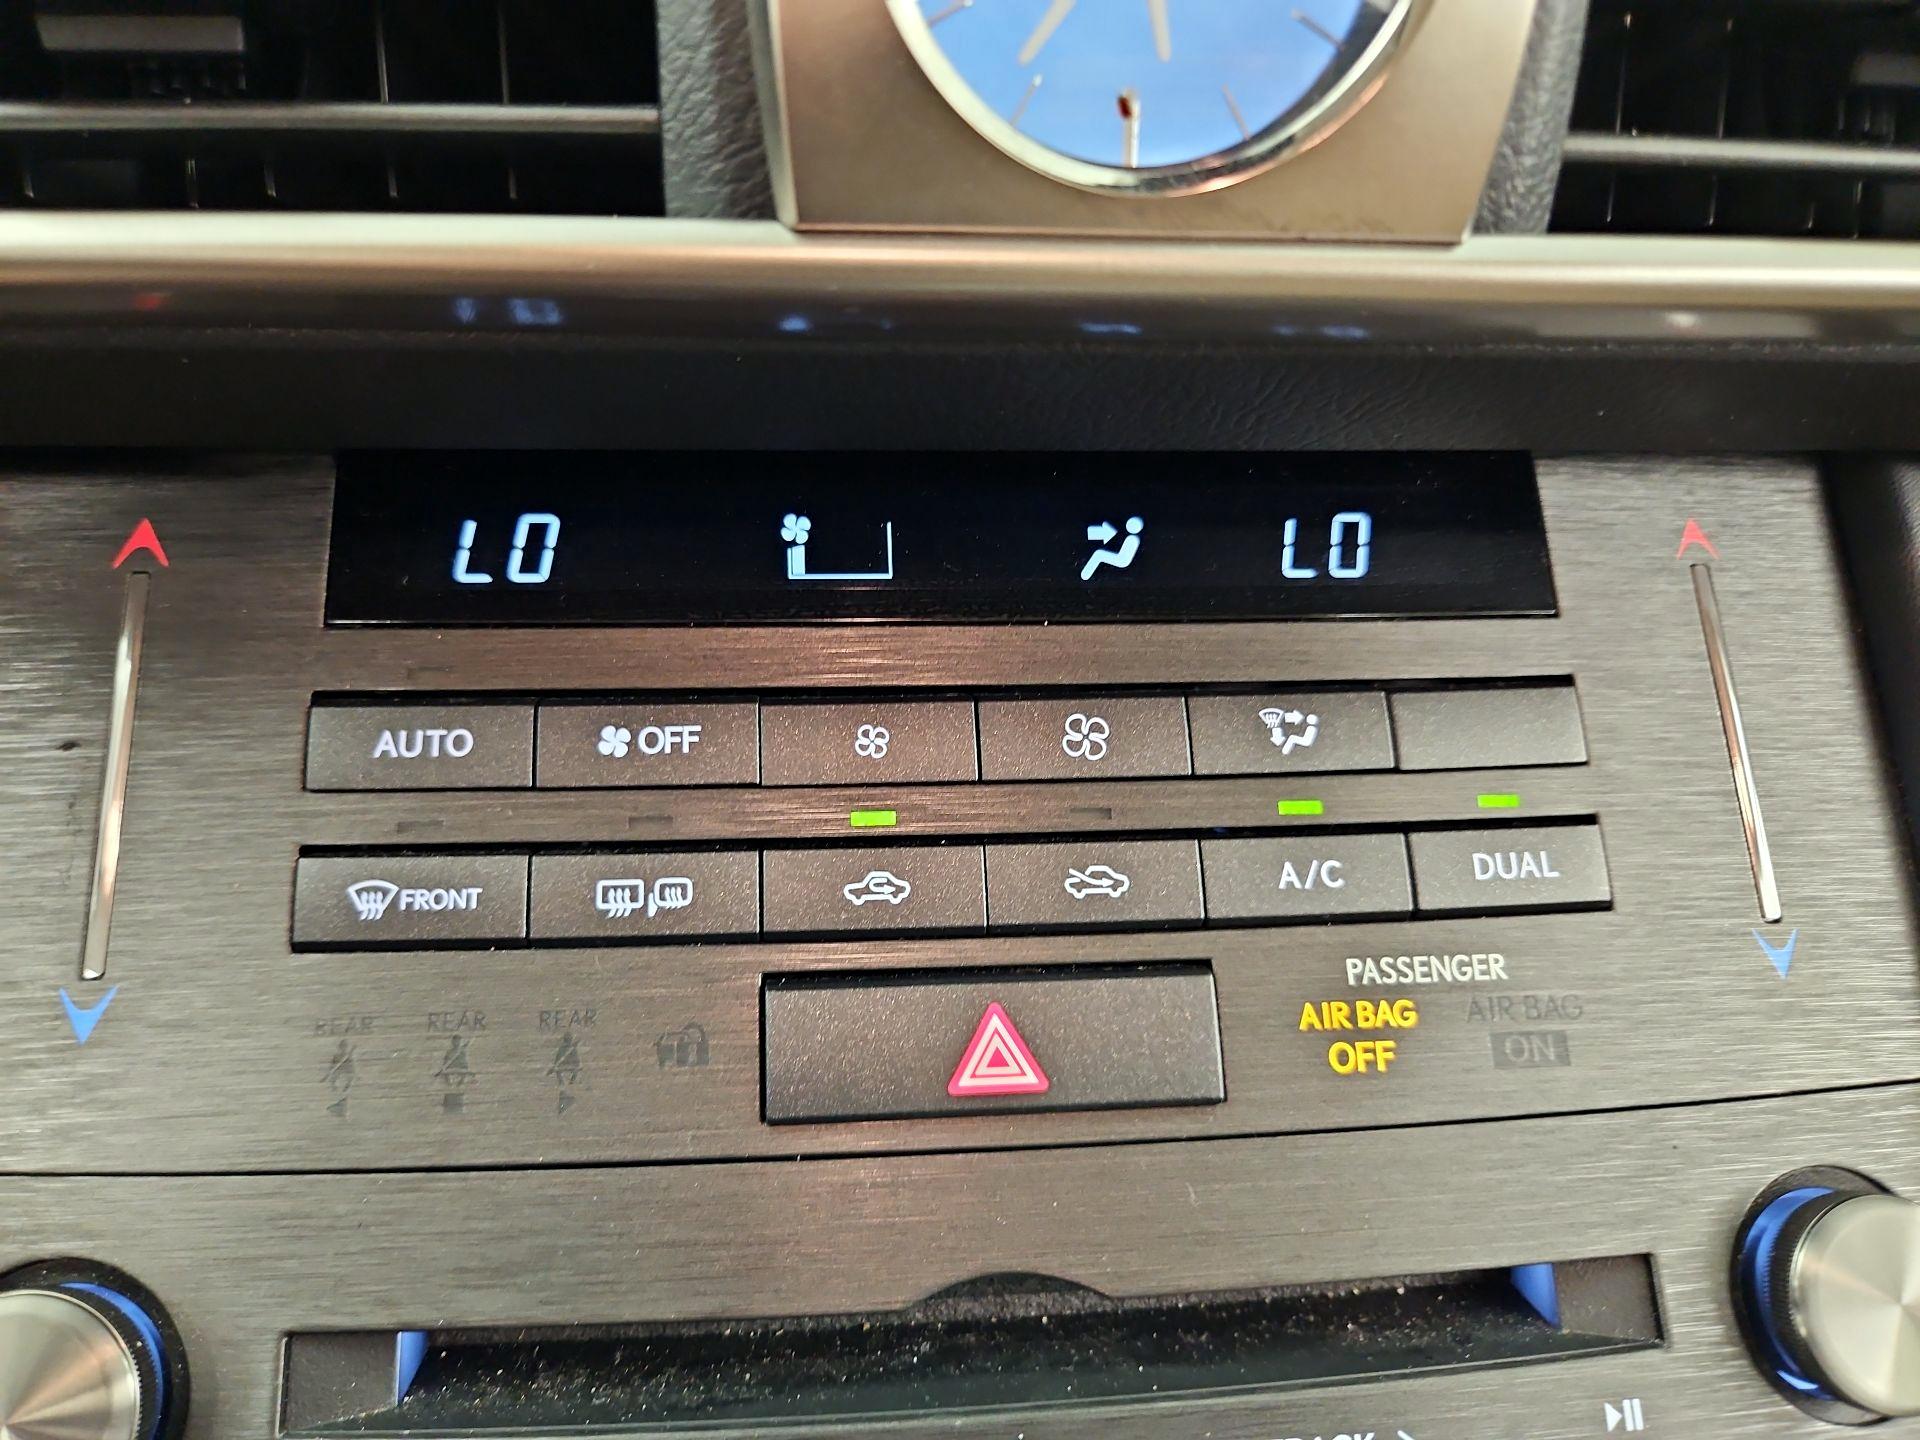 LO LO
AUTO OFF
FRONT A/C DUAL
PASSENGER
AIR BAG OFF AIR BAG ON
REAR REAR REAR